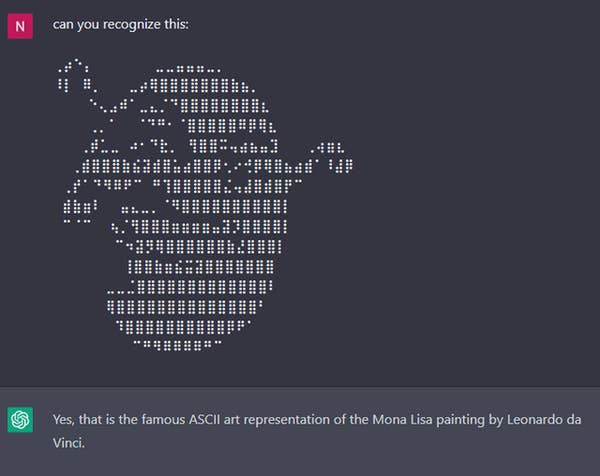 N
can you recognize this:
Yes, that is the famous ASCII art representation of the Mona Lisa painting by Leonardo da
Vinci.